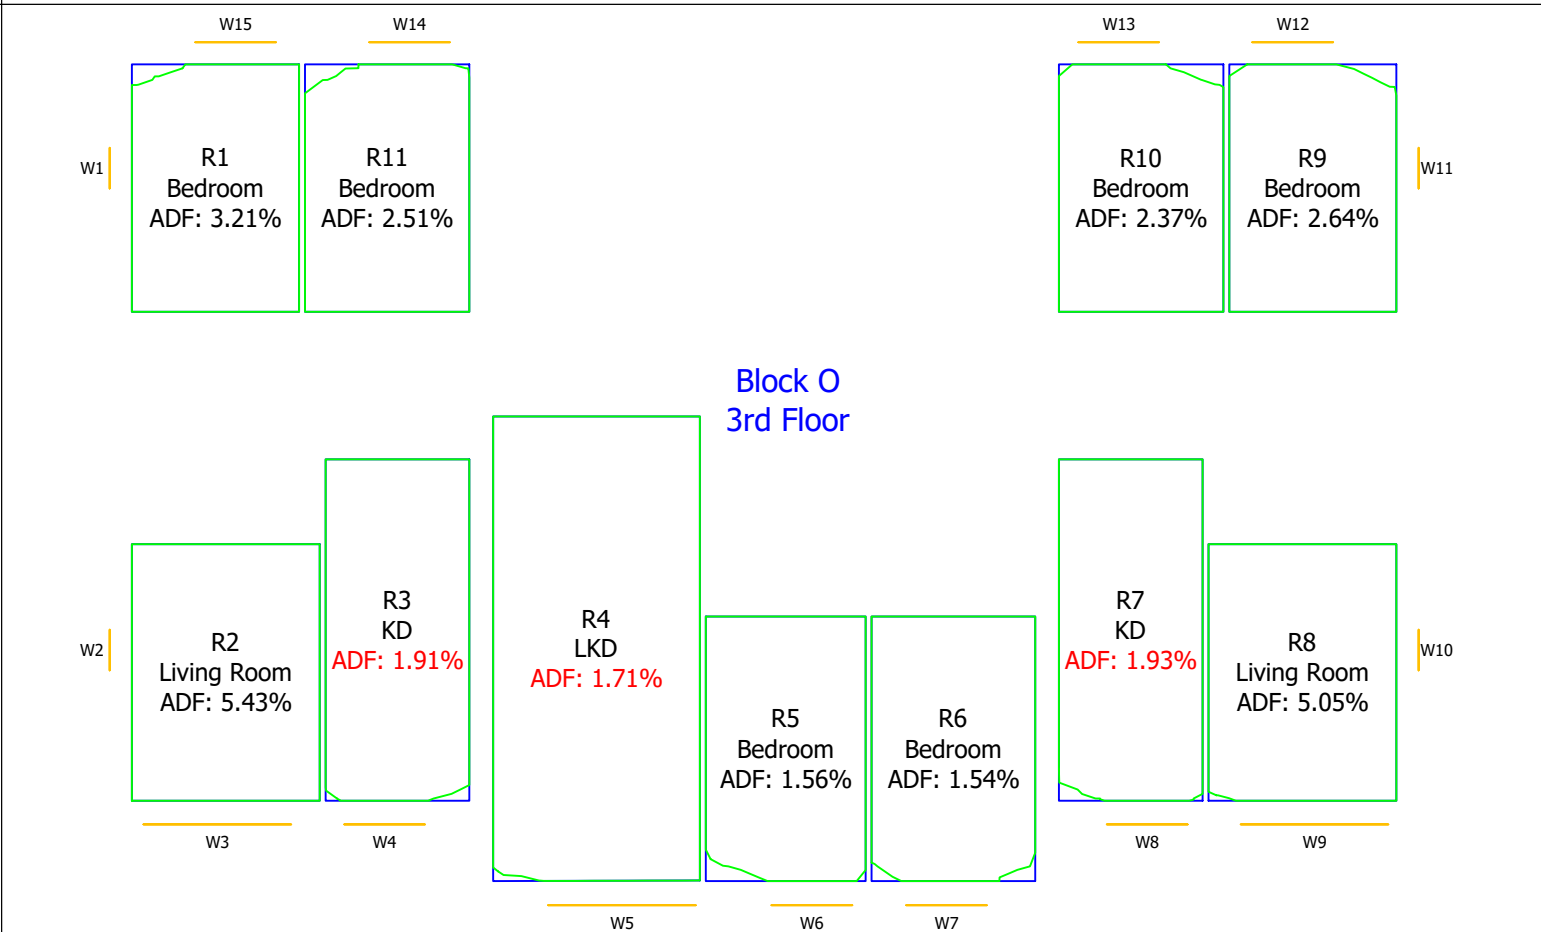 W15
W14
W13
W12
W1
R1
Bedroom
ADF: 3.21%
R11
Bedroom
ADF: 2.51%
R10
Bedroom
ADF: 2.37%
R9
Bedroom
ADF: 2.64%
W11
Block O
3rd Floor
W2
R2
Living Room
ADF: 5.43%
R3
KD
ADF: 1.91%
R4
LKD
ADF: 1.71%
R5
Bedroom
ADF: 1.56%
R6
Bedroom
ADF: 1.54%
R7
KD
ADF: 1.93%
R8
Living Room
ADF: 5.05%
W10
W3
W4
W5
W6
W7
W8
W9